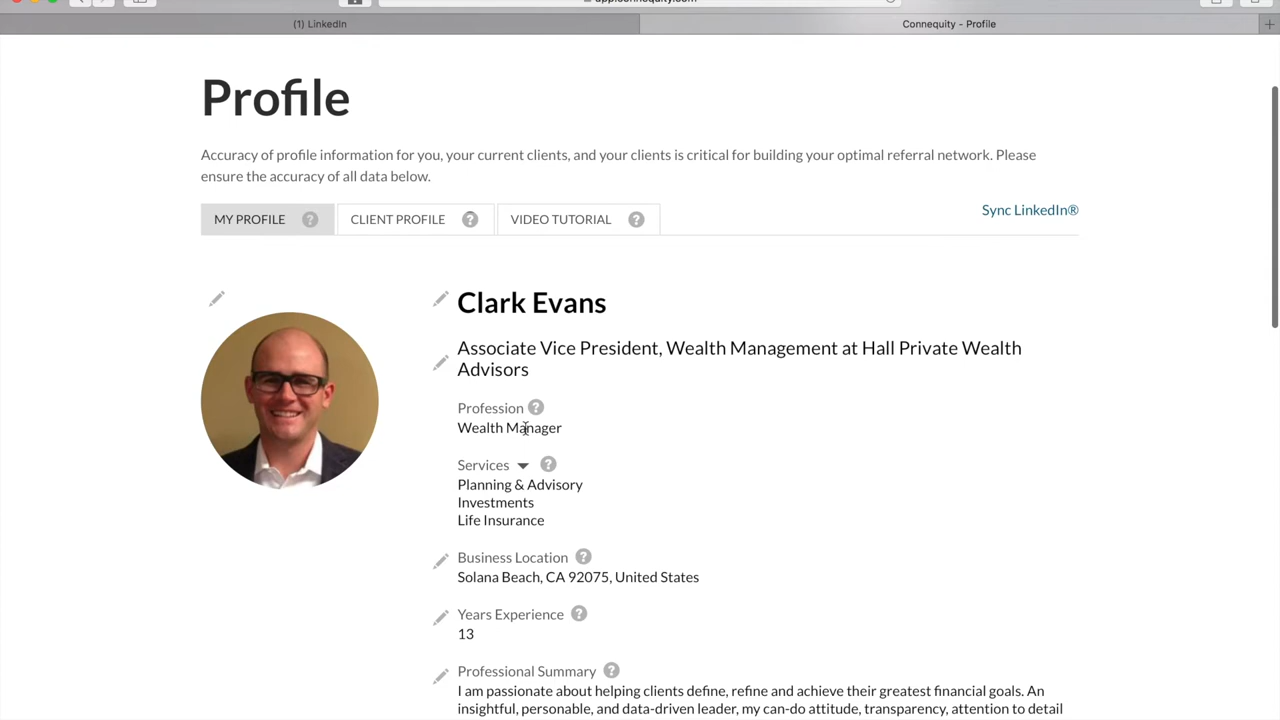 (1) LinkedIn
Connequity - Profile
Profile
Accuracy of profile information for you, your current clients, and your clients is critical for building your optimal referral network. Please
ensure the accuracy of all data below.
MY PROFILE ?
CLIENT PROFILE ?
VIDEO TUTORIAL ?
Sync LinkedIn®
Clark Evans
Associate Vice President, Wealth Management at Hall Private Wealth
Advisors
Profession ?
Wealth Manager
Services ?
Planning & Advisory
Investments
Life Insurance
Business Location ?
Solana Beach, CA 92075, United States
Years Experience ?
13
Professional Summary ?
I am passionate about helping clients define, refine and achieve their greatest financial goals. An
insightful, personable, and data-driven leader, my can-do attitude, transparency, attention to detail